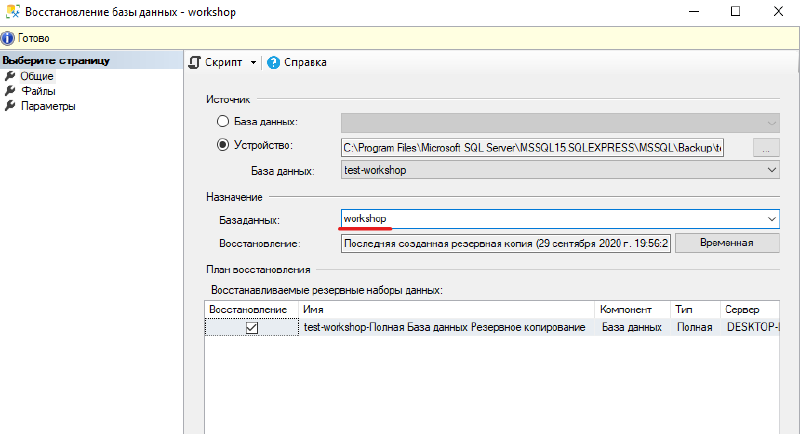 Восстановление базы данных - workshop
Готово
Выберите страницу
Общие
Файлы
Параметры
Скрипт
Справка
Источник
База данных:
Устройство:
C:\Program Files\Microsoft SQL Server\MSSQL15.SQLEXPRESS\MSSQL\Backup\te
...
База данных:
test-workshop
Назначение
База данных:
workshop
Восстановление:
Последняя созданная резервная копия (29 сентября 2020 г. 19:56:2
Временная
План восстановления
Восстанавливаемые резервные наборы данных:
Восстановление Имя Компонент Тип Сервер
test-workshop-Полная База данных Резервное копирование База данных Полная DESKTOP-